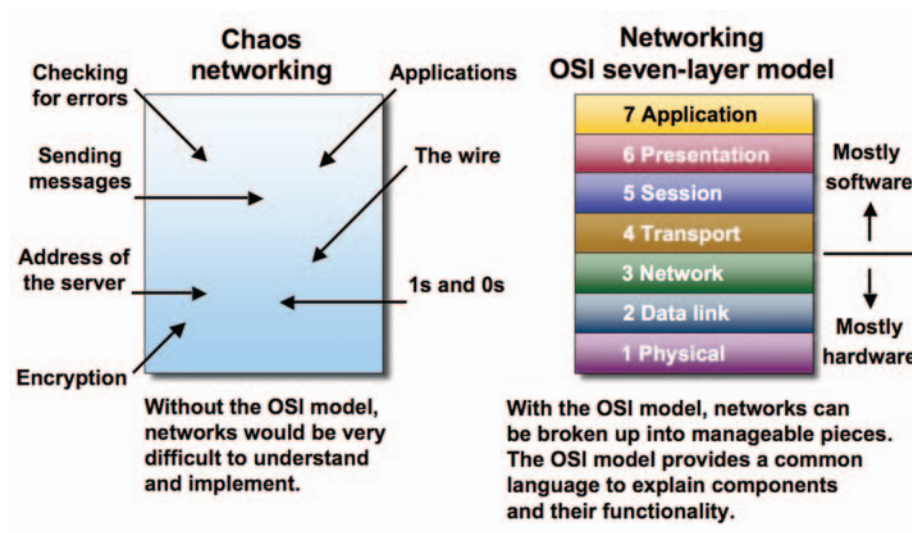 Chaos
networking
Checking
for errors
Applications
Sending
messages
The wire
Address of
the server
1s and 0s
Encryption
Without the OSI model,
networks would be very
difficult to understand
and implement.
Networking
OSI seven-layer model
7 Application
6 Presentation
5 Session
4 Transport
3 Network
2 Data link
1 Physical
Mostly
software
Mostly
hardware
With the OSI model, networks can
be broken up into manageable pieces.
The OSI model provides a common
language to explain components
and their functionality.